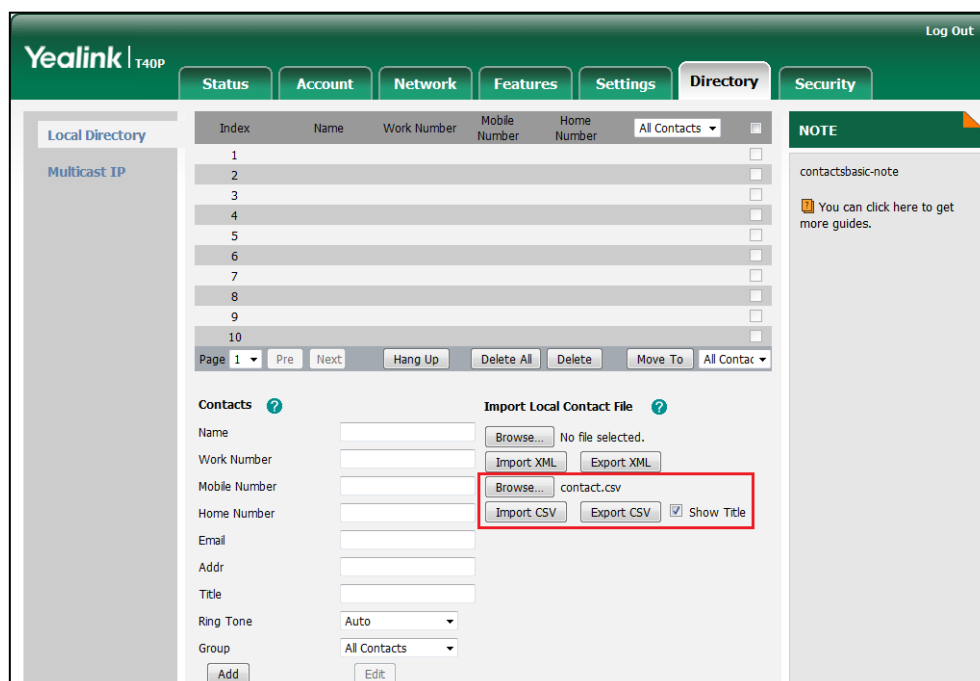 Log Out
Yealink | T40P
Status Account Network Features Settings Directory Security
Local Directory
Multicast IP
Index Name Work Number Mobile Number Home Number All Contacts
1
2
3
4
5
6
7
8
9
10
Page 1 Pre Next Hang Up Delete All Delete Move To All Contac
Contacts ?
Name
Work Number
Mobile Number
Home Number
Email
Addr
Title
Ring Tone Auto
Group All Contacts
Add Edit
Import Local Contact File ?
Browse... No file selected.
Import XML Export XML
Browse... contact.csv
Import CSV Export CSV Show Title
NOTE
contactsbasic-note
? You can click here to get
more guides.